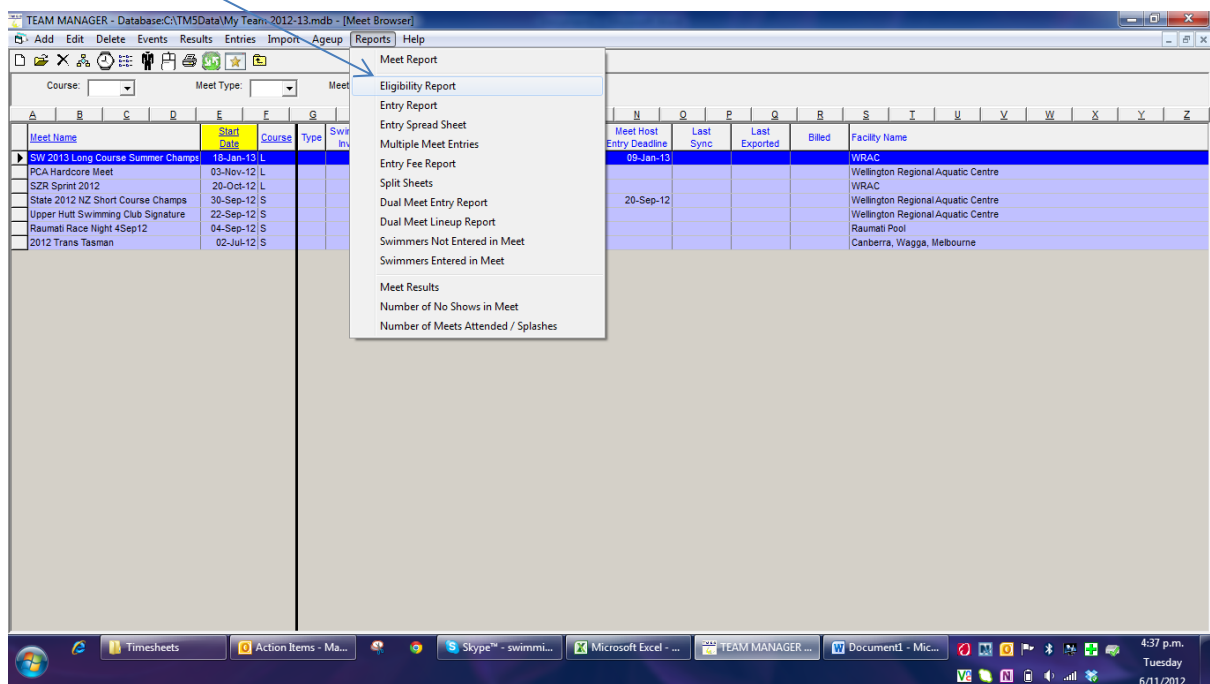 TEAM MANAGER - Database:C:\TM5Data\My Team 2012-13.mdb - [Meet Browser]
Add Edit Delete Events Results Entries Import Ageup Reports Help
Course: Meet Type: Meet
A B C D E F G N O P Q R S T U V W X Y Z
Meet Name Start Date Course Type Swim Inv Meet Host Entry Deadline Last Sync Last Exported Billed Facility Name
SW 2013 Long Course Summer Champs 18-Jan-13 L 09-Jan-13 WRAC
PCA Hardcore Meet 03-Nov-12 L Wellington Regional Aquatic Centre
SZR Sprint 2012 20-Oct-12 L WRAC
State 2012 NZ Short Course Champs 30-Sep-12 S 20-Sep-12 Wellington Regional Aquatic Centre
Upper Hutt Swimming Club Signature 22-Sep-12 S Wellington Regional Aquatic Centre
Raumati Race Night 4Sep12 04-Sep-12 S Raumati Pool
2012 Trans Tasman 02-Jul-12 S Canberra, Wagga, Melbourne
Meet Report
Eligibility Report
Entry Report
Entry Spread Sheet
Multiple Meet Entries
Entry Fee Report
Split Sheets
Dual Meet Entry Report
Dual Meet Lineup Report
Swimmers Not Entered in Meet
Swimmers Entered in Meet
Meet Results
Number of No Shows in Meet
Number of Meets Attended / Splashes
Timesheets Action Items - Ma... Skype™ - swimmi... Microsoft Excel - ... TEAM MANAGER ... Document1 - Mic...
4:37 p.m.
Tuesday
6/11/2012